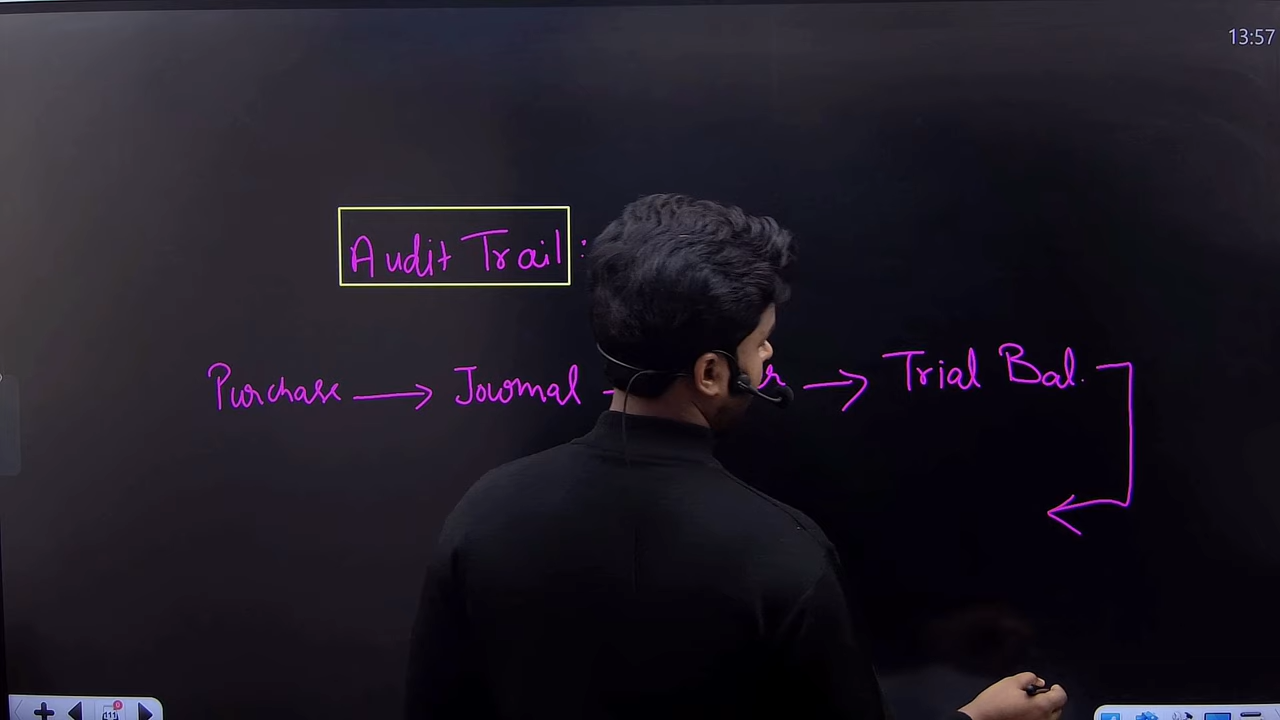 13:57
Audit Trail :
Purchase → Journal → Trial Bal.